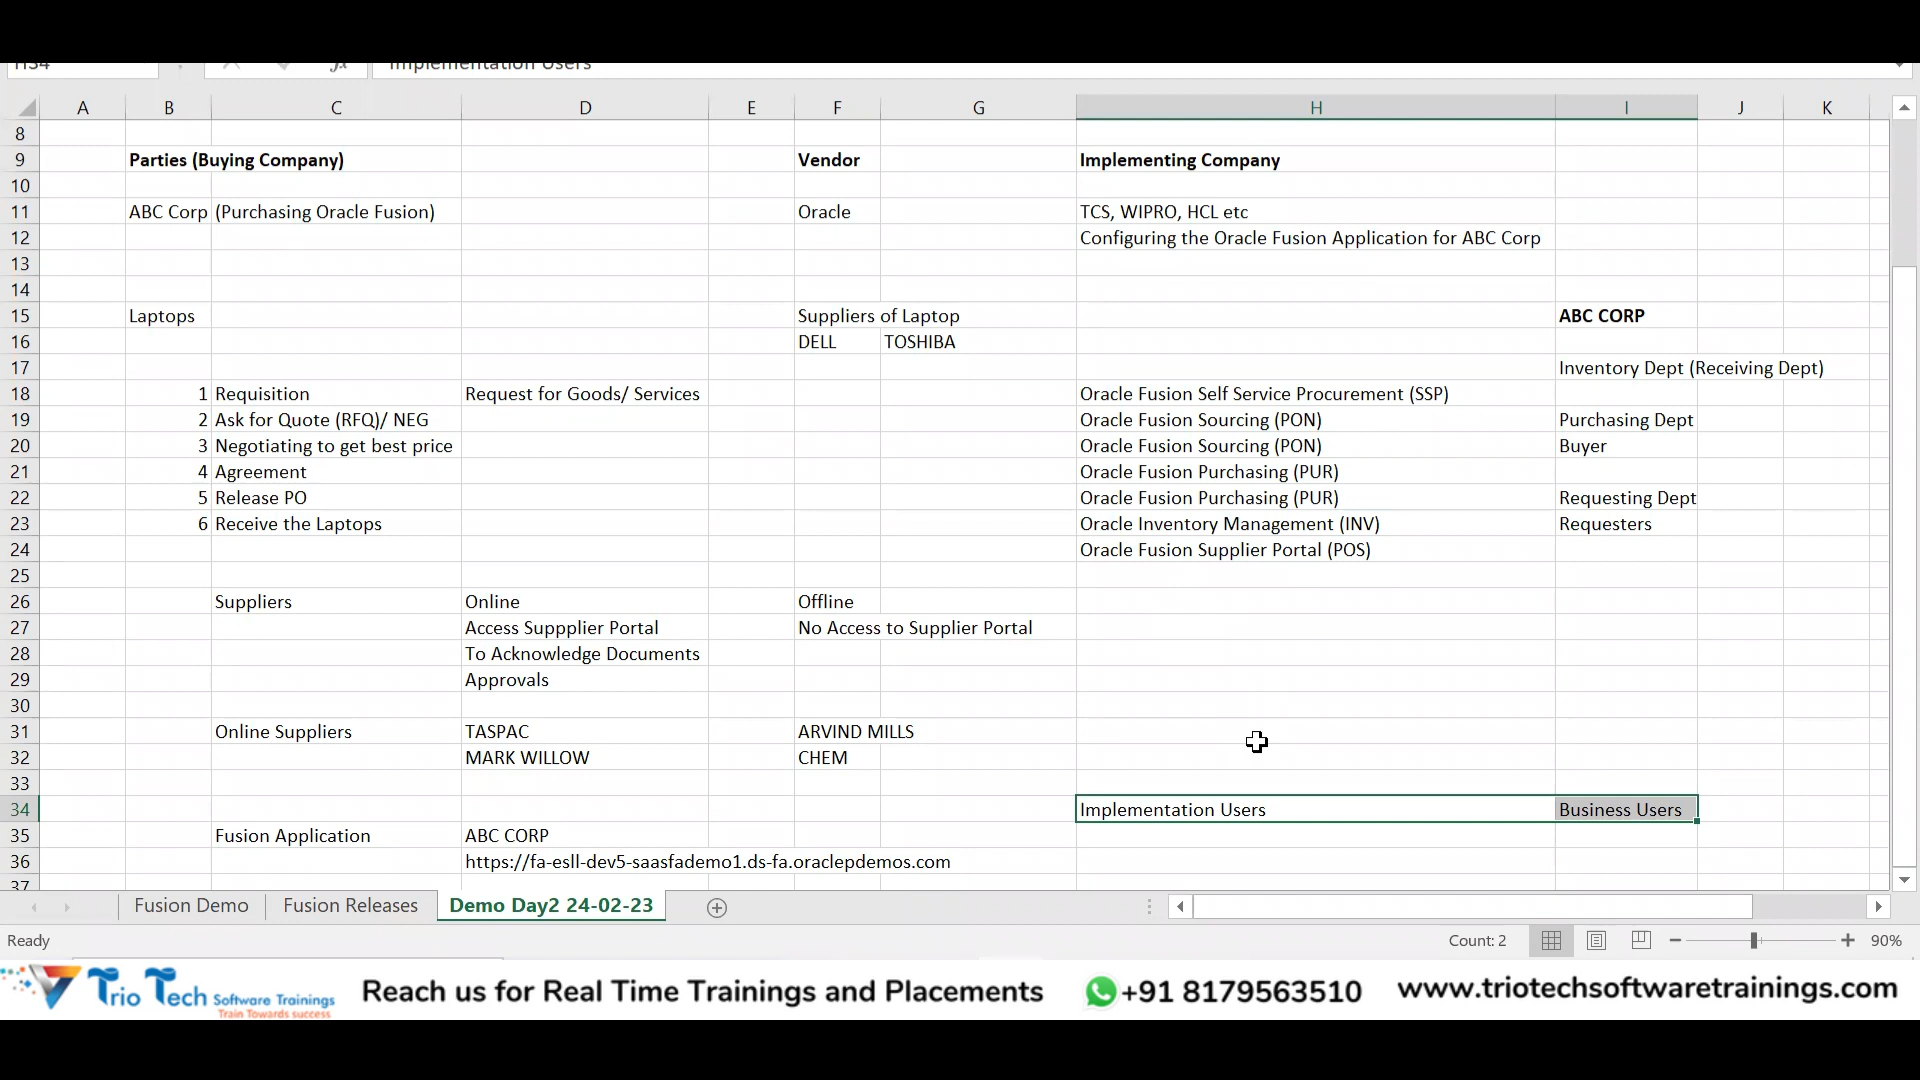 H34 fx Implementation Users
A B C D E F G H I J K
8
9 Parties (Buying Company) Vendor Implementing Company
10
11 ABC Corp (Purchasing Oracle Fusion) Oracle TCS, WIPRO, HCL etc
12 Configuring the Oracle Fusion Application for ABC Corp
13
14
15 Laptops Suppliers of Laptop ABC CORP
16 DELL TOSHIBA
17 Inventory Dept (Receiving Dept)
18 1 Requisition Request for Goods/ Services Oracle Fusion Self Service Procurement (SSP)
19 2 Ask for Quote (RFQ)/ NEG Oracle Fusion Sourcing (PON) Purchasing Dept
20 3 Negotiating to get best price Oracle Fusion Sourcing (PON) Buyer
21 4 Agreement Oracle Fusion Purchasing (PUR)
22 5 Release PO Oracle Fusion Purchasing (PUR) Requesting Dept
23 6 Receive the Laptops Oracle Inventory Management (INV) Requesters
24 Oracle Fusion Supplier Portal (POS)
25
26 Suppliers Online Offline
27 Access Suppplier Portal No Access to Supplier Portal
28 To Acknowledge Documents
29 Approvals
30
31 Online Suppliers TASPAC ARVIND MILLS
32 MARK WILLOW CHEM
33
34 Implementation Users Business Users
35 Fusion Application ABC CORP
36 https://fa-esll-dev5-saasfademo1.ds-fa.oraclepdemos.com
37
Fusion Demo Fusion Releases Demo Day2 24-02-23
Ready Count: 2 90%
Trio Tech Software Trainings Reach us for Real Time Trainings and Placements +91 8179563510 www.triotechsoftwaretrainings.com
Train Towards success